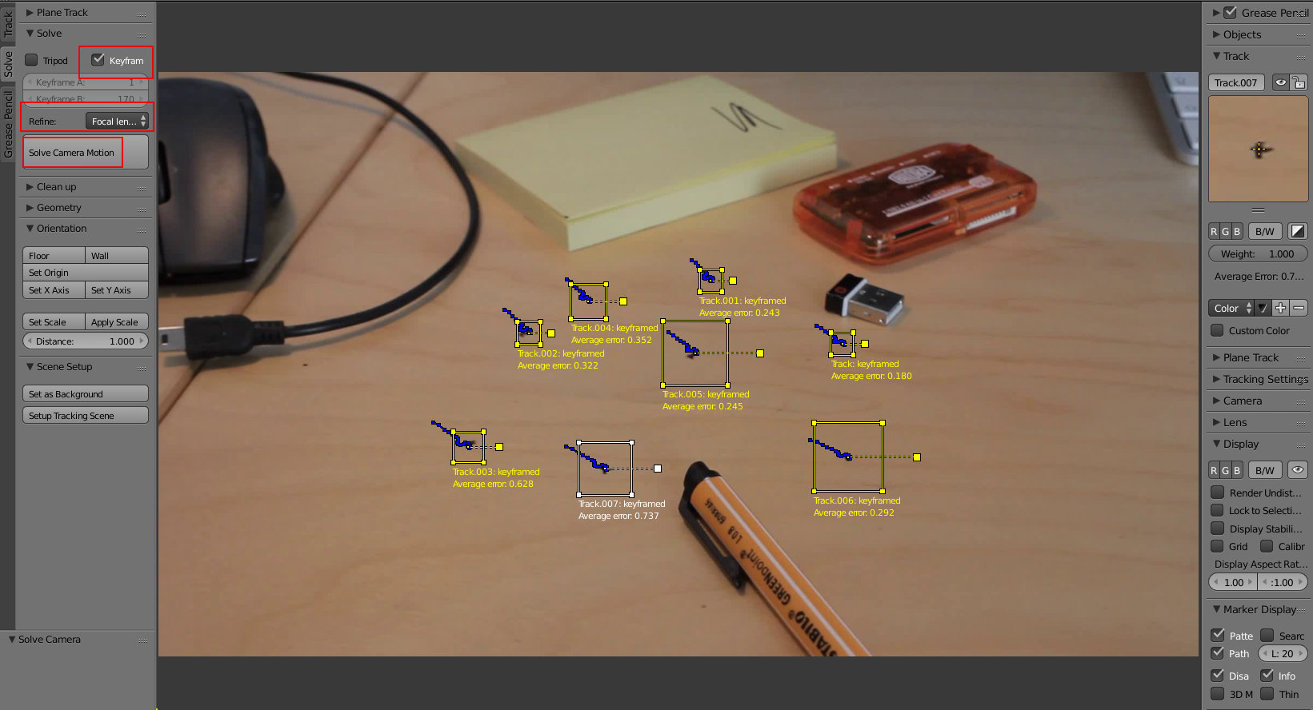 Track
Solve
Grease Pencil
Plane Track
Solve
Tripod
Keyfram
Keyframe A: 1
Keyframe B: 170
Refine: Focal len...
Solve Camera Motion
Clean up
Geometry
Orientation
Floor Wall
Set Origin
Set X Axis Set Y Axis
Set Scale Apply Scale
Distance: 1.000
Scene Setup
Set as Background
Setup Tracking Scene
Solve Camera
Track.001: keyframed
Average error: 0.243
Track.004: keyframed
Average error: 0.352
Track.002: keyframed
Average error: 0.322
Track: keyframed
Average error: 0.180
Track.005: keyframed
Average error: 0.245
Track.003: keyframed
Average error: 0.628
Track.007: keyframed
Average error: 0.737
Track.006: keyframed
Average error: 0.292
STABILO GREENpoint
Grease Pencil
Objects
Track
Track.007
R G B B/W
Weight: 1.000
Average Error: 0.7...
Color
Custom Color
Plane Track
Tracking Settings
Camera
Lens
Display
R G B B/W
Render Undist...
Lock to Selecti...
Display Stabili...
Grid Calibr
Display Aspect Rat...
1.00 :1.00
Marker Display
Patte Searc
Path L: 20
Disa Info
3D M Thin